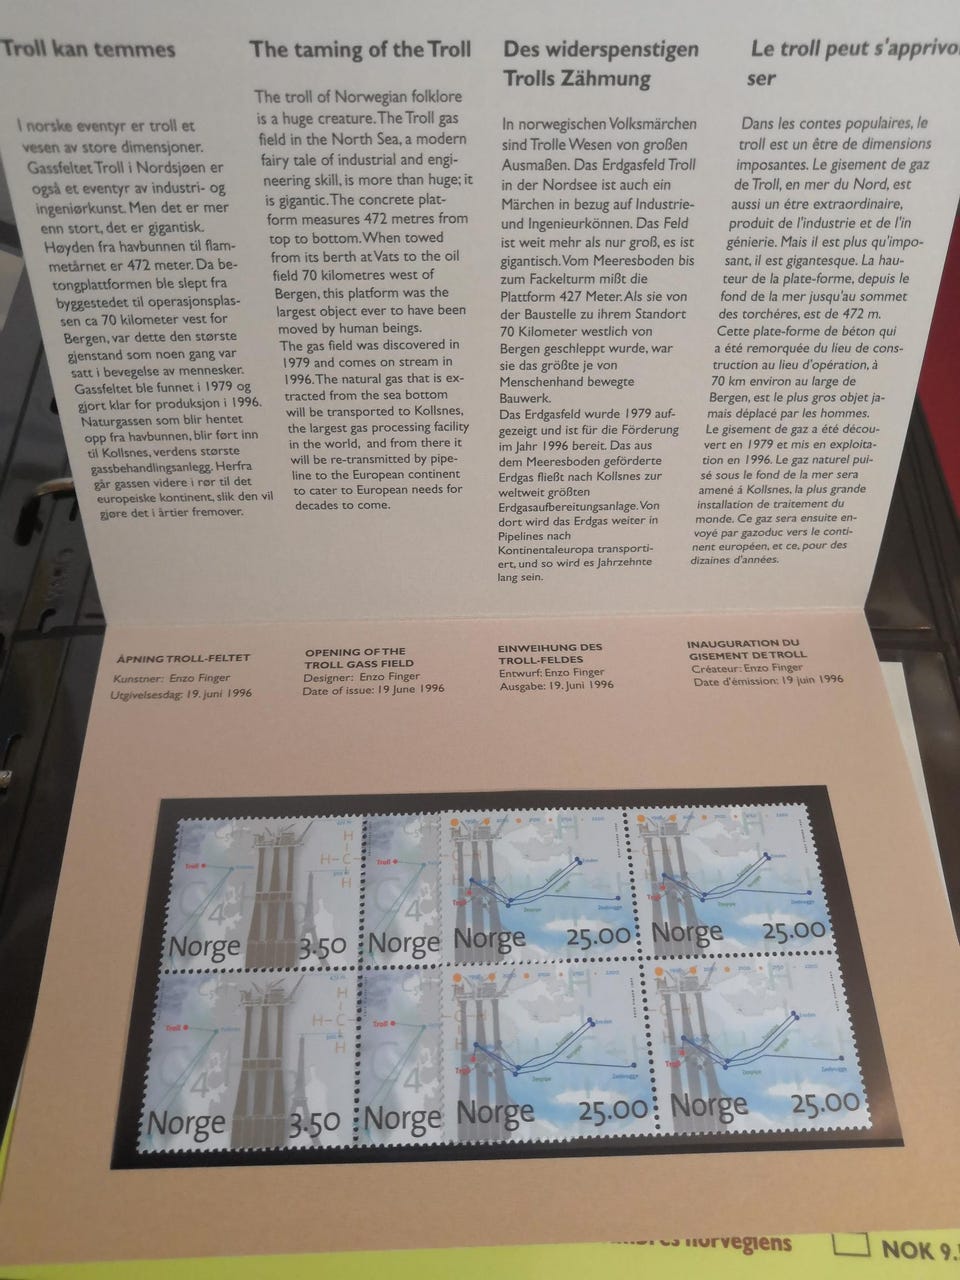 Troll kan temmes
I norske eventyr er troll et
vesen av store dimensjoner.
Gassfeltet Troll i Nordsjøen er
også et eventyr av industri- og
ingeniørkunst. Men det er mer
enn stort, det er gigantisk.
Høyden fra havbunnen til flam-
metårnet er 472 meter. Da be-
tongplattformen ble slept fra
byggestedet til operasjonsplas-
sen ca 70 kilometer vest for
Bergen, var dette den største
gjenstand som noen gang var
satt i bevegelse av mennesker.
Gassfeltet ble funnet i 1979 og
gjort klar for produksjon i 1996.
Naturgassen som blir hentet
opp fra havbunnen, blir ført inn
til Kollsnes, verdens største
gassbehandlingsanlegg. Herfra
går gassen videre i rør til det
europeiske kontinent, slik den vil
gjøre det i årtier fremover.
The taming of the Troll
The troll of Norwegian folklore
is a huge creature. The Troll gas
field in the North Sea, a modern
fairy tale of industrial and engi-
neering skill, is more than huge; it
is gigantic. The concrete plat-
form measures 472 metres from
top to bottom. When towed
from its berth at Vats to the oil
field 70 kilometres west of
Bergen, this platform was the
largest object ever to have been
moved by human beings.
The gas field was discovered in
1979 and comes on stream in
1996. The natural gas that is ex-
tracted from the sea bottom
will be transported to Kollsnes,
the largest gas processing facility
in the world, and from there it
will be re-transmitted by pipe-
line to the European continent
to cater to European needs for
decades to come.
Des widerspenstigen
Trolls Zähmung
In norwegischen Volksmärchen
sind Trolle Wesen von großen
Ausmaßen. Das Erdgasfeld Troll
in der Nordsee ist auch ein
Märchen in bezug auf Industrie-
und Ingenieurkönnen. Das Feld
ist weit mehr als nur groß, es ist
gigantisch. Vom Meeresboden bis
zum Fackelturm mißt die
Plattform 427 Meter. Als sie von
der Baustelle zu ihrem Standort
70 Kilometer westlich von
Bergen geschleppt wurde, war
sie das größte je von
Menschenhand bewegte
Bauwerk.
Das Erdgasfeld wurde 1979 auf-
gezeigt und ist für die Förderung
im Jahr 1996 bereit. Das aus
dem Meeresboden geförderte
Erdgas fließt nach Kollsnes zur
weltweit größten
Erdgasaufbereitungsanlage. Von
dort wird das Erdgas weiter in
Pipelines nach
Kontinentaleuropa transporti-
ert, und so wird es Jahrzehnte
lang sein.
Le troll peut s'apprivo
ser
Dans les contes populaires, le
troll est un être de dimensions
imposantes. Le gisement de gaz
de Troll, en mer du Nord, est
aussi un étre extraordinaire,
produit de l'industrie et de l'in
génierie. Mais il est plus qu'impo-
sant, il est gigantesque. La hau-
teur de la plate-forme, depuis le
fond de la mer jusqu'au sommet
des torchéres, est de 472 m.
Cette plate-forme de béton qui
a été remorquée du lieu de cons-
truction au lieu d'opération, à
70 km environ au large de
Bergen, est le plus gros objet ja-
mais déplacé par les hommes.
Le gisement de gaz a été décou-
vert en 1979 et mis en exploita-
tion en 1996. Le gaz naturel pui-
sé sous le fond de la mer sera
amené á Kollsnes, la plus grande
installation de traitement du
monde. Ce gaz sera ensuite en-
voyé par gazoduc vers le conti-
nent européen, et ce, pour des
dizaines d'années.
ÅPNING TROLL-FELTET
Kunstner: Enzo Finger
Utgivelsesdag: 19. juni 1996
OPENING OF THE
TROLL GASS FIELD
Designer: Enzo Finger
Date of issue: 19 June 1996
EINWEIHUNG DES
TROLL-FELDES
Entwurf: Enzo Finger
Ausgabe: 19. Juni 1996
INAUGURATION DU
GISEMENT DE TROLL
Créateur: Enzo Finger
Date d'émission: 19 juin 1996
Troll
H
H-C-H
H
Norge 3.50
Troll
Norge
Troll
Emden
Zeepipe
Zeebrugge
Norge 25.00
Troll
Emden
Zeepipe
Zeebrugge
Norge 25.00
Troll
H
H-C-H
H
Norge 3.50
Troll
Norge
Troll
Emden
Zeepipe
Zeebrugge
Norge 25.00
Troll
Emden
Zeepipe
Zeebrugge
Norge 25.00
norvegiens
NOK 9.